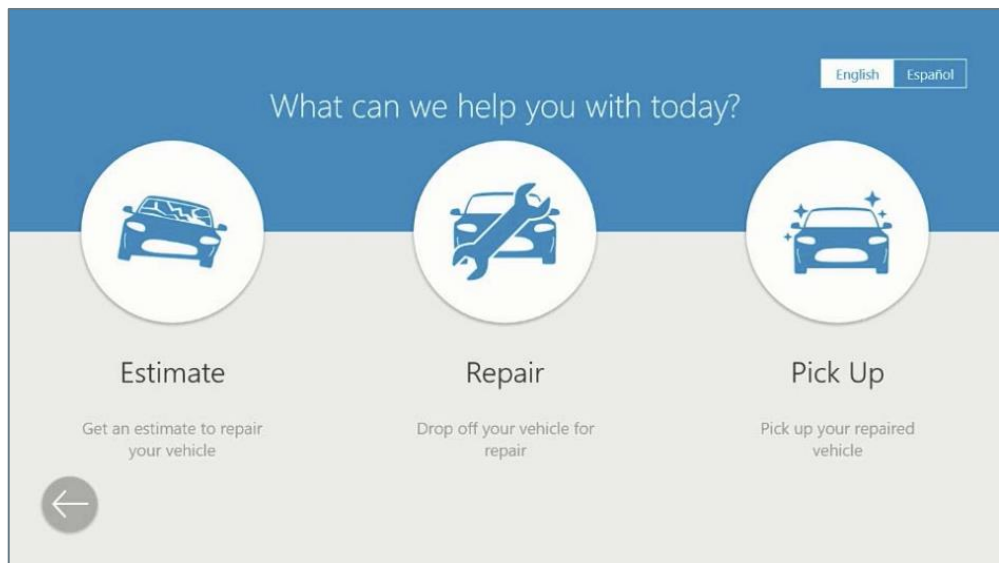 English Español
What can we help you with today?
Estimate
Get an estimate to repair
your vehicle
Repair
Drop off your vehicle for
repair
Pick Up
Pick up your repaired
vehicle